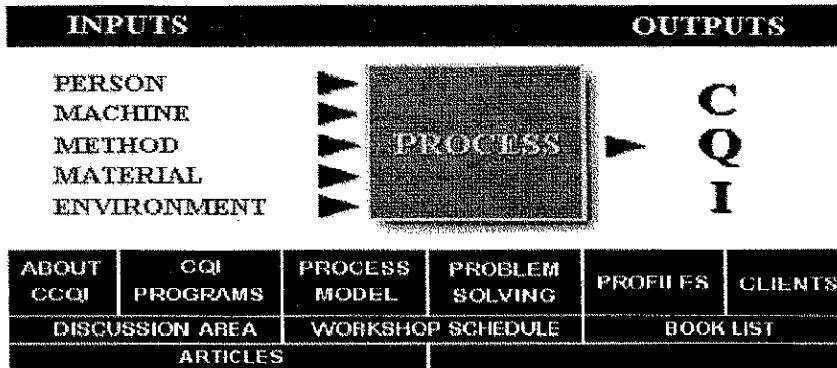 INPUTS OUTPUTS
PERSON
MACHINE
METHOD
MATERIAL
ENVIRONMENT
PROCESS
C
Q
I
ABOUT CCQI
CQI PROGRAMS
PROCESS MODEL
PROBLEM SOLVING
PROFILES
CLIENTS
DISCUSSION AREA WORKSHOP SCHEDULE BOOK LIST
ARTICLES